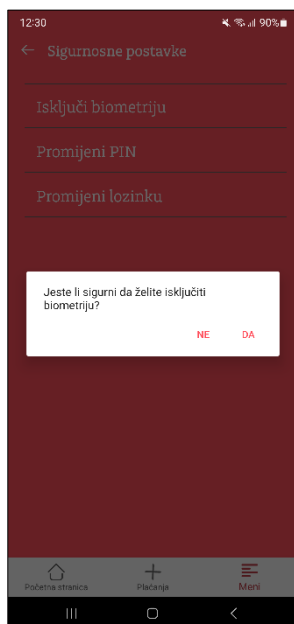 12:30 90%
Sigurnosne postavke
Isključi biometriju
Promijeni PIN
Promijeni lozinku
Jeste li sigurni da želite isključiti
biometriju?
NE DA
Početna stranica Plaćanja Meni